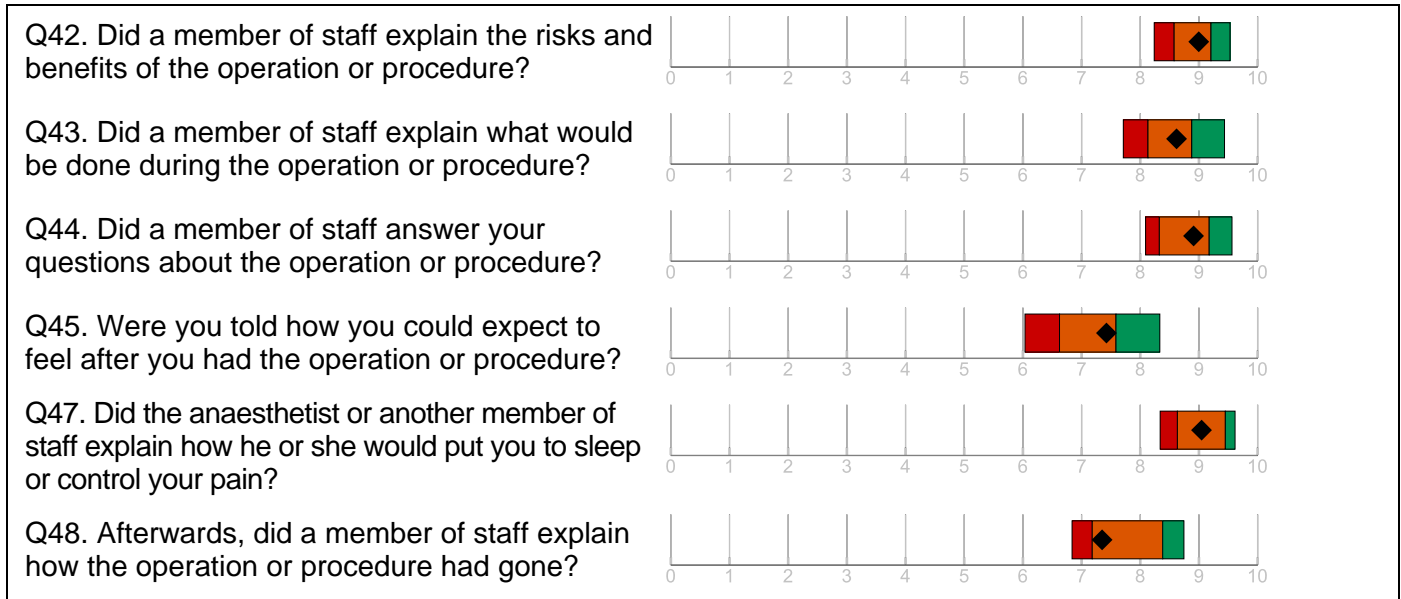 Q42. Did a member of staff explain the risks and
benefits of the operation or procedure?
0 1 2 3 4 5 6 7 8 9 10
Q43. Did a member of staff explain what would
be done during the operation or procedure?
0 1 2 3 4 5 6 7 8 9 10
Q44. Did a member of staff answer your
questions about the operation or procedure?
0 1 2 3 4 5 6 7 8 9 10
Q45. Were you told how you could expect to
feel after you had the operation or procedure?
0 1 2 3 4 5 6 7 8 9 10
Q47. Did the anaesthetist or another member of
staff explain how he or she would put you to sleep
or control your pain?
0 1 2 3 4 5 6 7 8 9 10
Q48. Afterwards, did a member of staff explain
how the operation or procedure had gone?
0 1 2 3 4 5 6 7 8 9 10